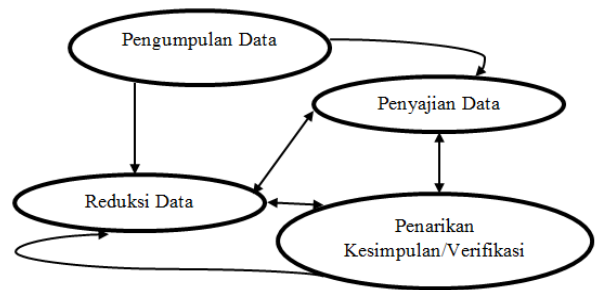 Pengumpulan Data
Penyajian Data
Reduksi Data
Penarikan
Kesimpulan/Verifikasi